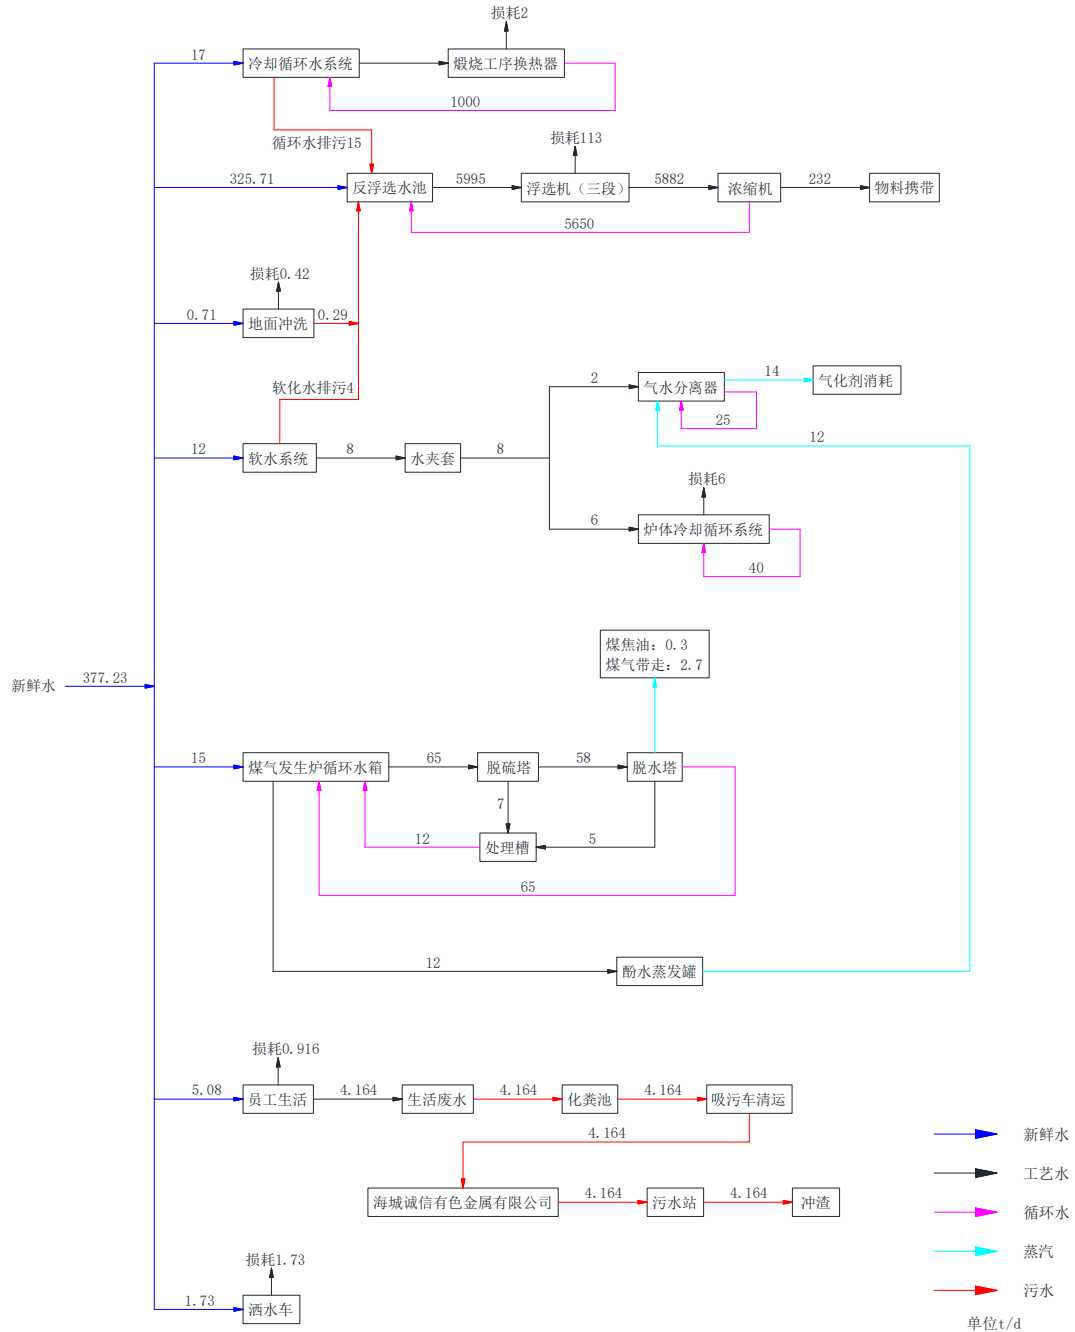 损耗2
17
冷却循环水系统
煅烧工序换热器
1000
循环水排污15
损耗113
325.71
反浮选水池
5995
浮选机（三段）
5882
浓缩机
232
物料携带
5650
损耗0.42
0.71
地面冲洗
0.29
软化水排污4
2
气水分离器
14
气化剂消耗
25
12
12
软水系统
8
水夹套
8
损耗6
6
炉体冷却循环系统
40
煤焦油: 0.3
煤气带走: 2.7
新鲜水
377.23
15
煤气发生炉循环水箱
65
脱硫塔
58
脱水塔
7
12
处理槽
5
65
12
酚水蒸发罐
损耗0.916
5.08
员工生活
4.164
生活废水
4.164
化粪池
4.164
吸污车清运
4.164
海城诚信有色金属有限公司
4.164
污水站
4.164
冲渣
损耗1.73
1.73
洒水车
新鲜水
工艺水
循环水
蒸汽
污水
单位t/d